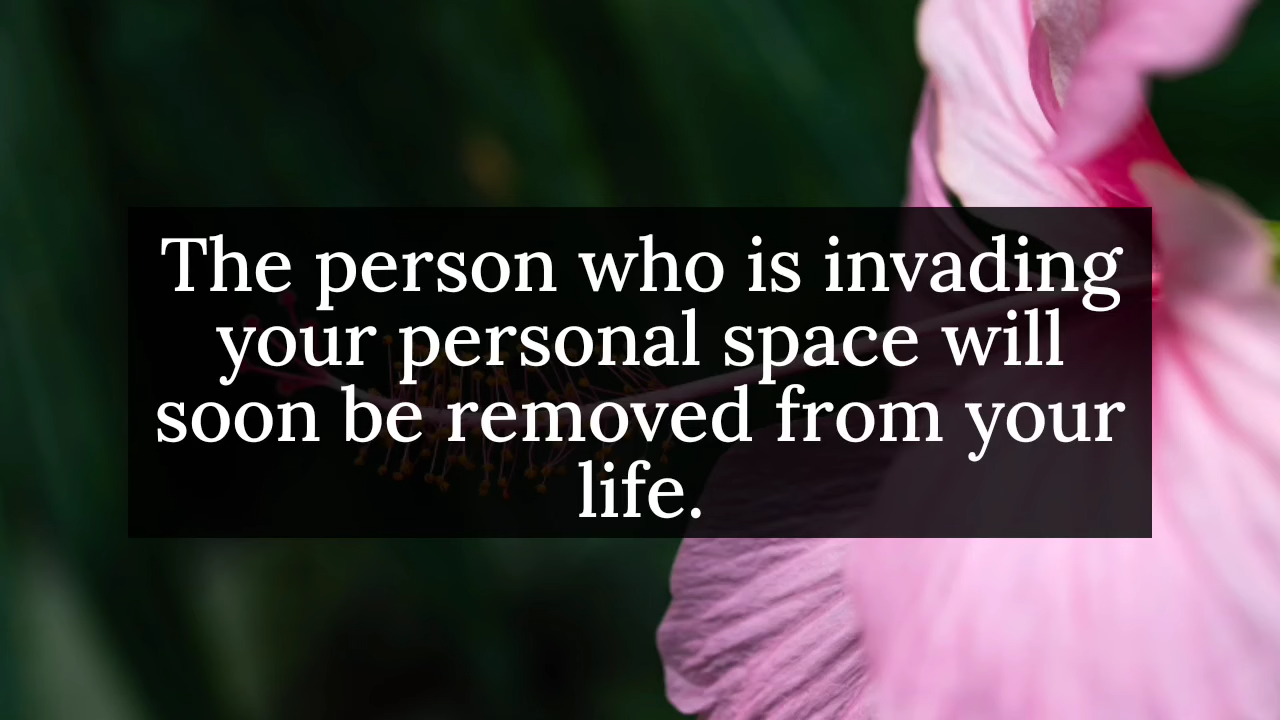 The person who is invading
your personal space will
soon be removed from your
life.